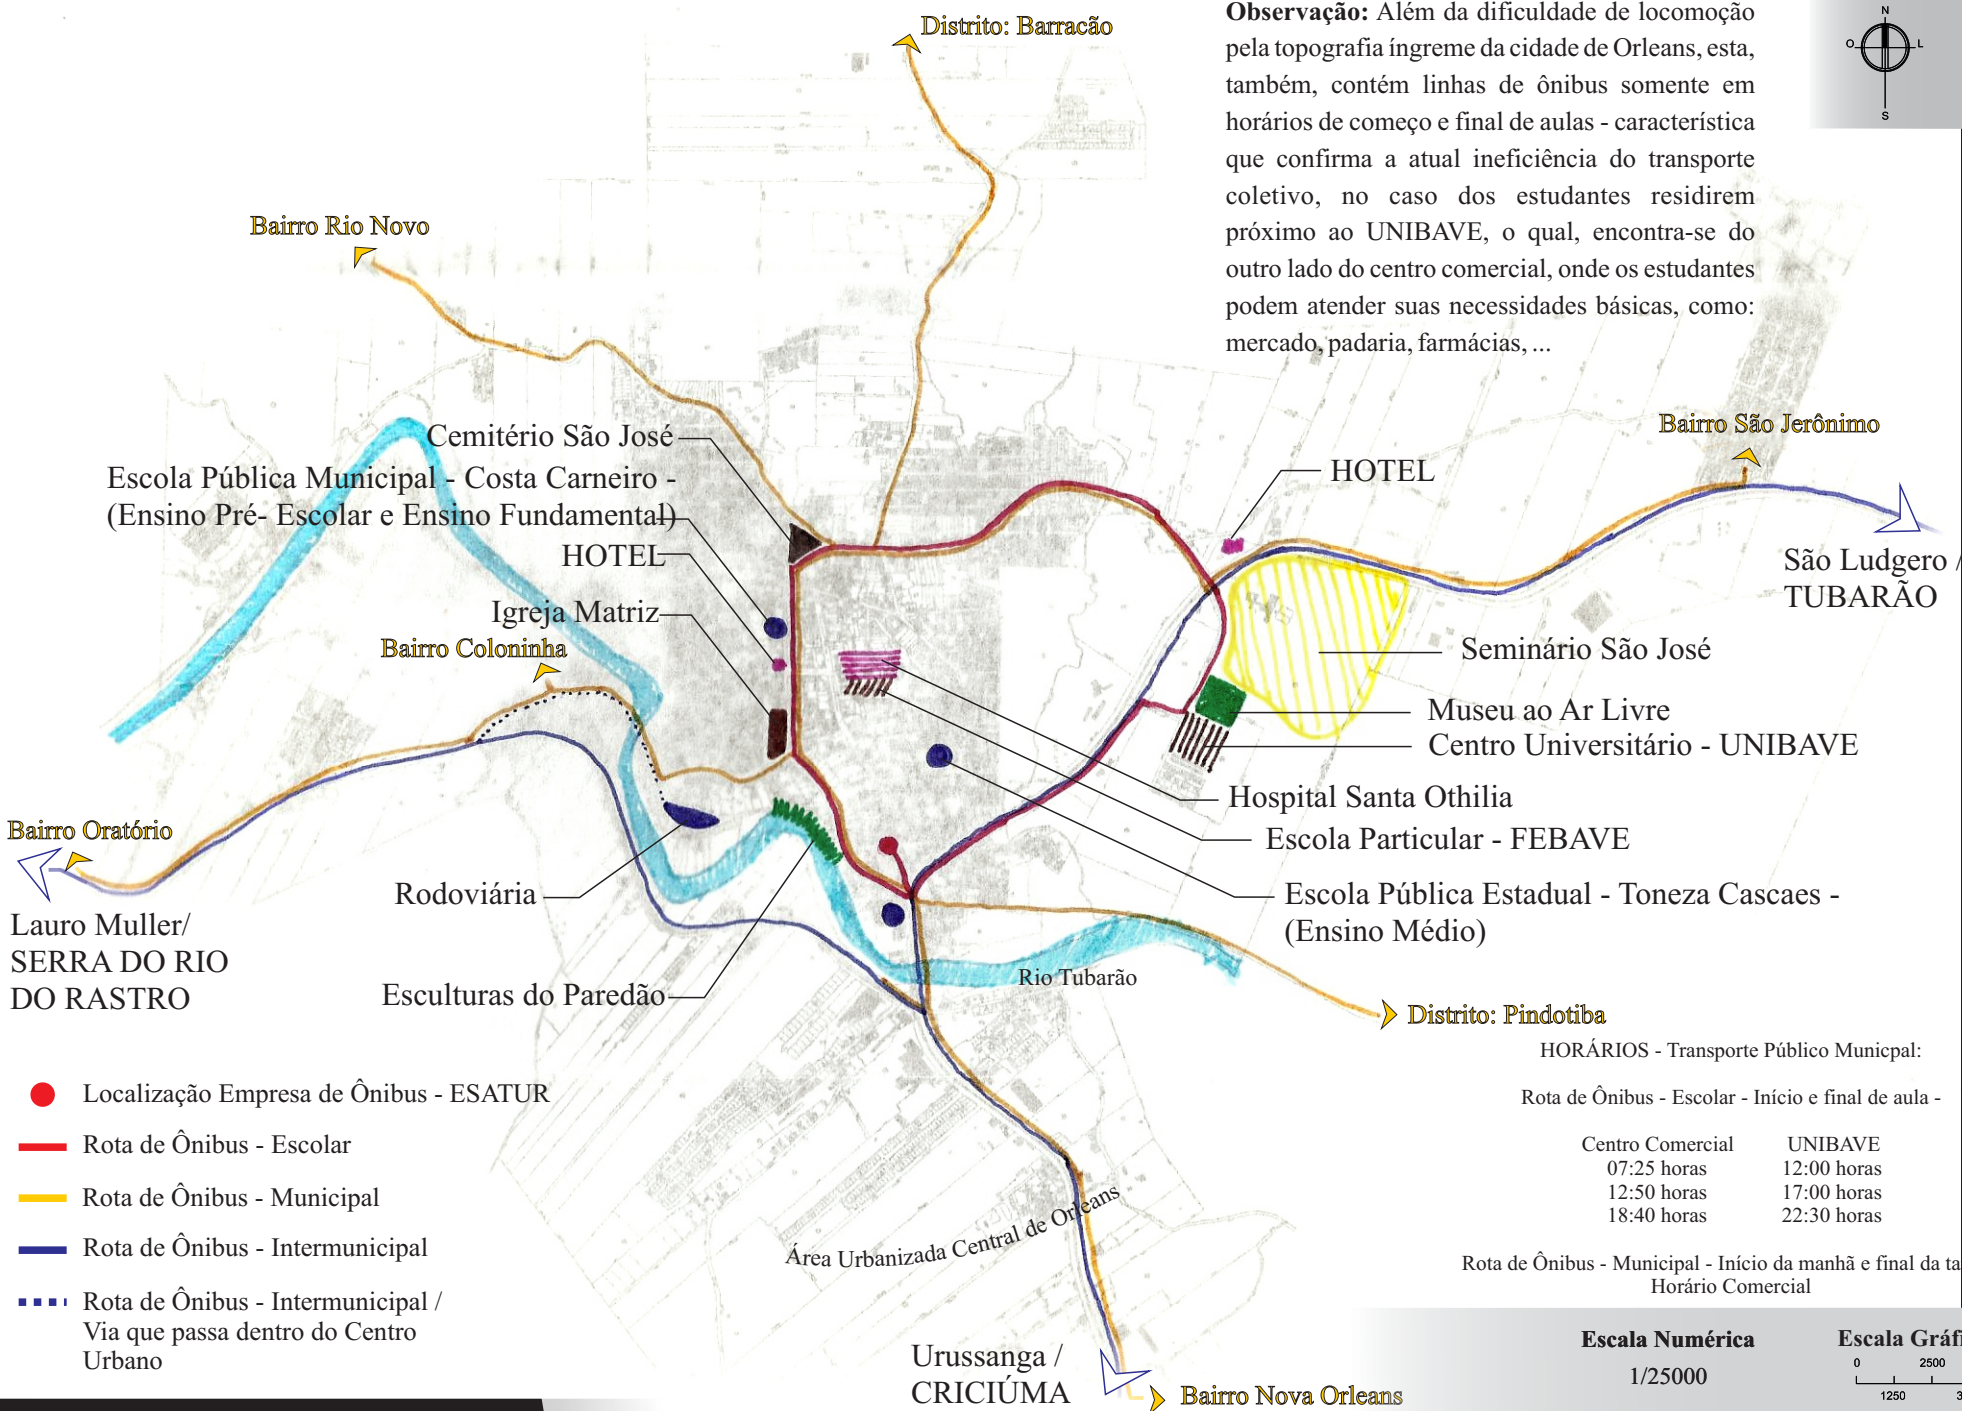 Observação: Além da dificuldade de locomoção
pela topografia íngreme da cidade de Orleans, esta,
também, contém linhas de ônibus somente em
horários de começo e final de aulas - característica
que confirma a atual ineficiência do transporte
coletivo, no caso dos estudantes residirem
próximo ao UNIBAVE, o qual, encontra-se do
outro lado do centro comercial, onde os estudantes
podem atender suas necessidades básicas, como:
mercado, padaria, farmácias, ...
N
O
L
S
Distrito: Barracão
Bairro Rio Novo
Bairro São Jerônimo
Cemitério São José
Escola Pública Municipal - Costa Carneiro -
(Ensino Pré- Escolar e Ensino Fundamental)
HOTEL
Igreja Matriz
Bairro Coloninha
HOTEL
São Ludgero /
TUBARÃO
Seminário São José
Museu ao Ar Livre
Centro Universitário - UNIBAVE
Hospital Santa Othilia
Escola Particular - FEBAVE
Escola Pública Estadual - Toneza Cascaes -
(Ensino Médio)
Bairro Oratório
Lauro Muller/
SERRA DO RIO
DO RASTRO
Rodoviária
Esculturas do Paredão
Rio Tubarão
Distrito: Pindotiba
Localização Empresa de Ônibus - ESATUR
Rota de Ônibus - Escolar
Rota de Ônibus - Municipal
Rota de Ônibus - Intermunicipal
Rota de Ônibus - Intermunicipal /
Via que passa dentro do Centro
Urbano
Área Urbanizada Central de Orleans
Urussanga /
CRICIÚMA
Bairro Nova Orleans
HORÁRIOS - Transporte Público Municpal:
Rota de Ônibus - Escolar - Início e final de aula -
Centro Comercial UNIBAVE
07:25 horas 12:00 horas
12:50 horas 17:00 horas
18:40 horas 22:30 horas
Rota de Ônibus - Municipal - Início da manhã e final da ta
Horário Comercial
Escala Numérica
1/25000
Escala Gráfi
0 2500
1250 3